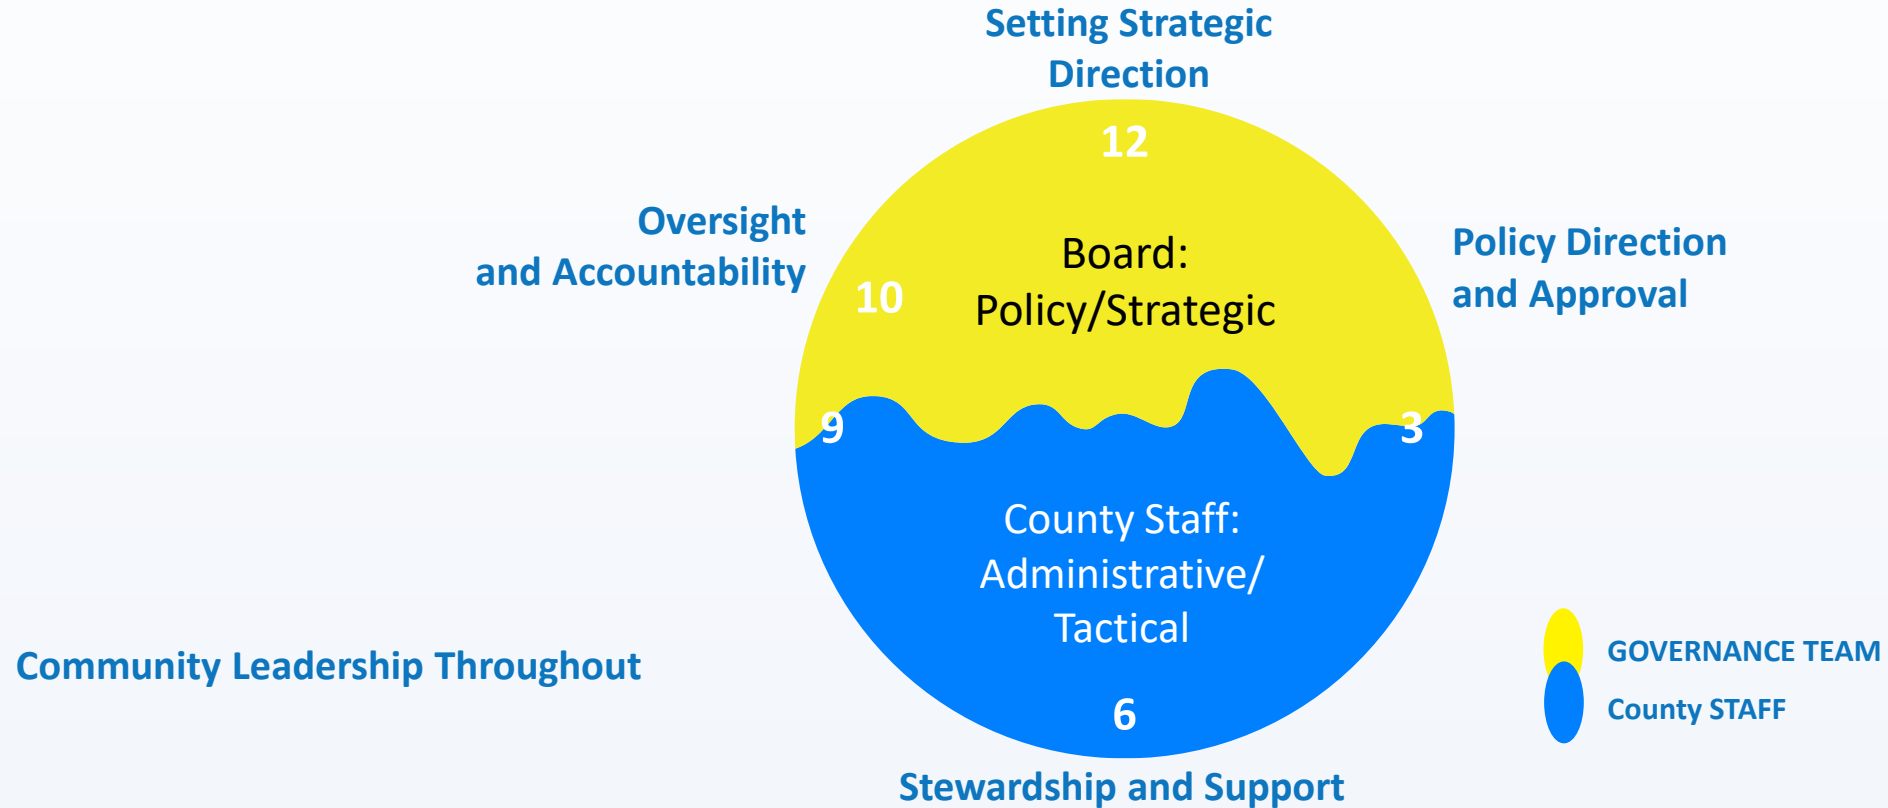 Setting Strategic
Direction
12
Oversight
and Accountability
Policy Direction
and Approval
10
Board:
Policy/Strategic
9
3
County Staff:
Administrative/
Tactical
Community Leadership Throughout
6
GOVERNANCE TEAM
County STAFF
Stewardship and Support